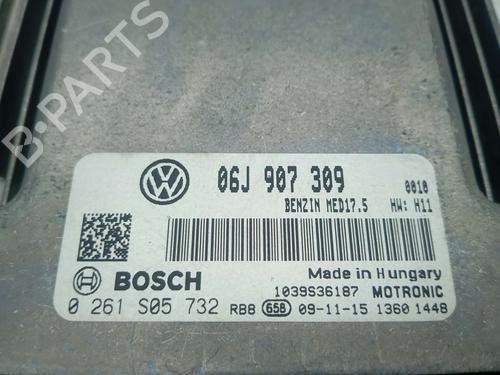 06J 907 309 0010
BENZIN MED17.5 HW: H11
BOSCH
Made in Hungary
1039S36187 MOTRONIC
0 261 S05 732 RB8 65B 09-11-15 1360 1448
B-PARTS